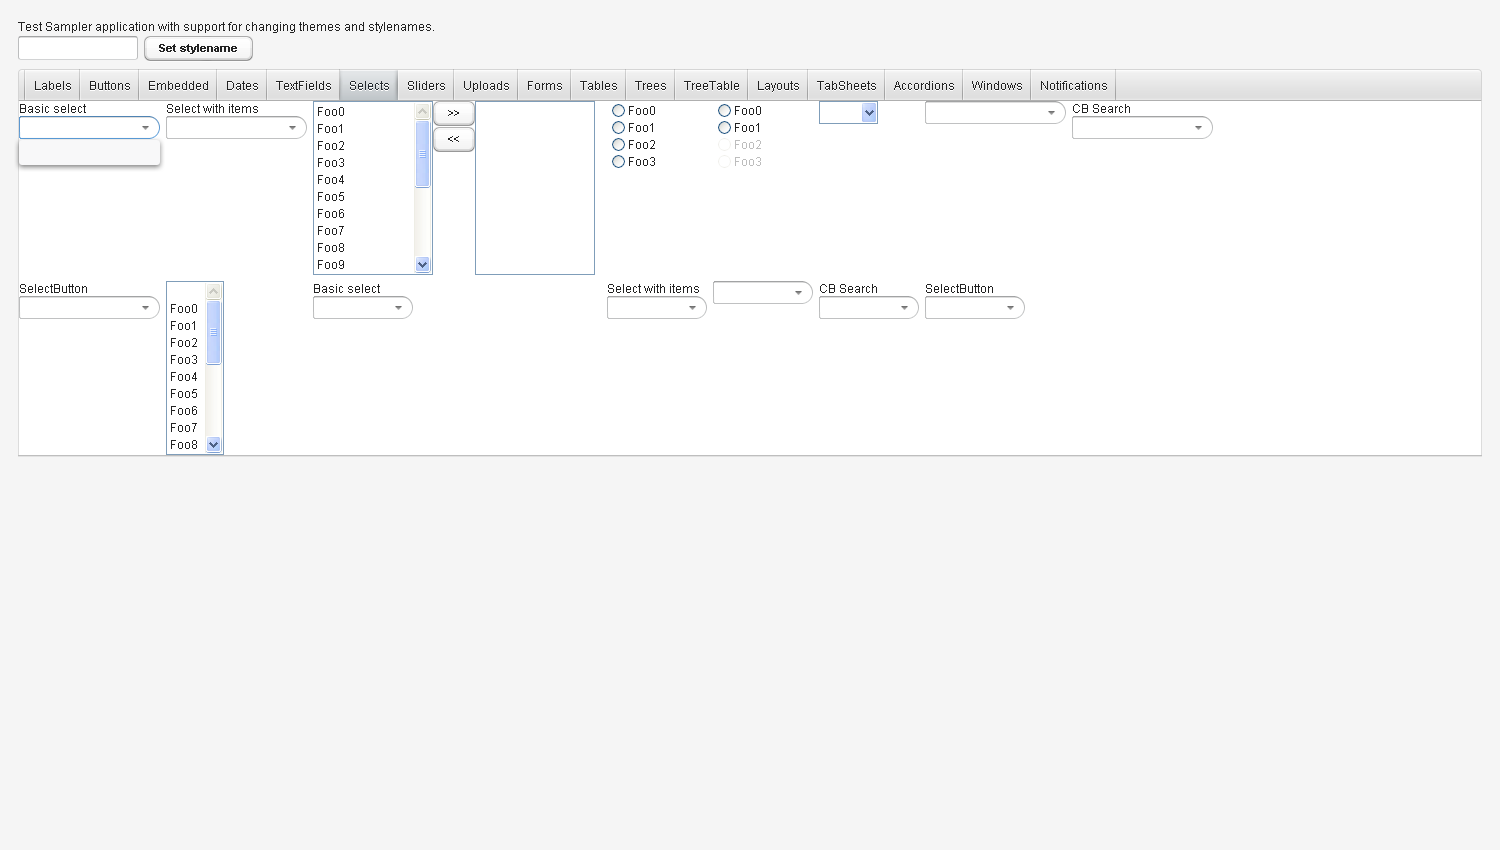 Test Sampler application with support for changing themes and stylenames.
Set stylename
Labels Buttons Embedded Dates TextFields Selects Sliders Uploads Forms Tables Trees TreeTable Layouts TabSheets Accordions Windows Notifications
Basic select
Select with items
Foo0
Foo1
Foo2
Foo3
Foo4
Foo5
Foo6
Foo7
Foo8
Foo9
>>
<<
Foo0
Foo1
Foo2
Foo3
Foo0
Foo1
Foo2
Foo3
CB Search
SelectButton
Foo0
Foo1
Foo2
Foo3
Foo4
Foo5
Foo6
Foo7
Foo8
Basic select
Select with items
CB Search
SelectButton